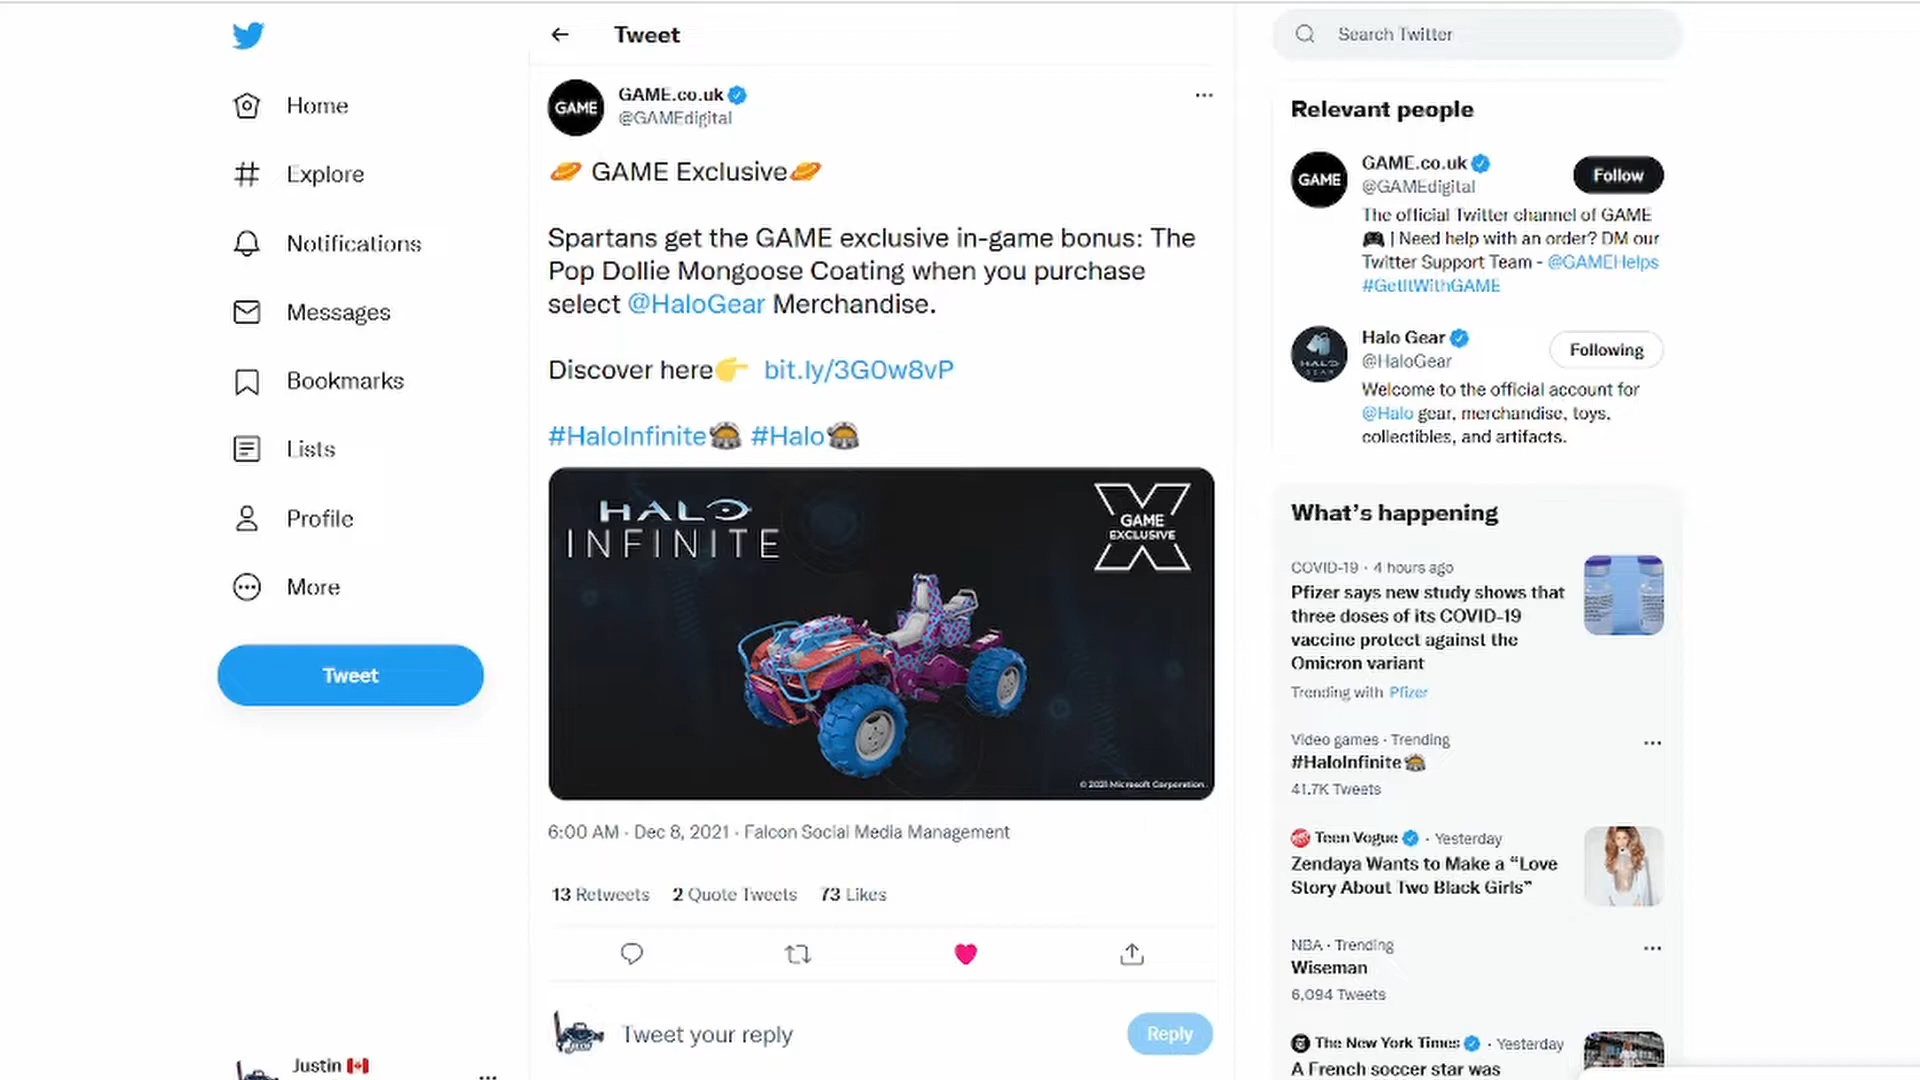 Home
Explore
Notifications
Messages
Bookmarks
Lists
Profile
More
Tweet
Justin
Tweet
GAME
GAME.co.uk
@GAMEdigital
GAME Exclusive
Spartans get the GAME exclusive in-game bonus: The
Pop Dollie Mongoose Coating when you purchase
select @HaloGear Merchandise.
Discover here bit.ly/3G0w8vP
#HaloInfinite #Halo
HALO
INFINITE
GAME
EXCLUSIVE
© 2021 Microsoft Corporation.
6:00 AM · Dec 8, 2021 · Falcon Social Media Management
13 Retweets 2 Quote Tweets 73 Likes
Tweet your reply
Reply
Search Twitter
Relevant people
GAME
GAME.co.uk
@GAMEdigital
Follow
The official Twitter channel of GAME
| Need help with an order? DM our
Twitter Support Team - @GAMEHelps
#GetItWithGAME
HALO
GEAR
Halo Gear
@HaloGear
Following
Welcome to the official account for
@Halo gear, merchandise, toys,
collectibles, and artifacts.
What's happening
COVID-19 · 4 hours ago
Pfizer says new study shows that
three doses of its COVID-19
vaccine protect against the
Omicron variant
Trending with Pfizer
Video games · Trending
#HaloInfinite
41.7K Tweets
Teen Vogue · Yesterday
Zendaya Wants to Make a “Love
Story About Two Black Girls”
NBA · Trending
Wiseman
6,094 Tweets
The New York Times · Yesterday
A French soccer star was